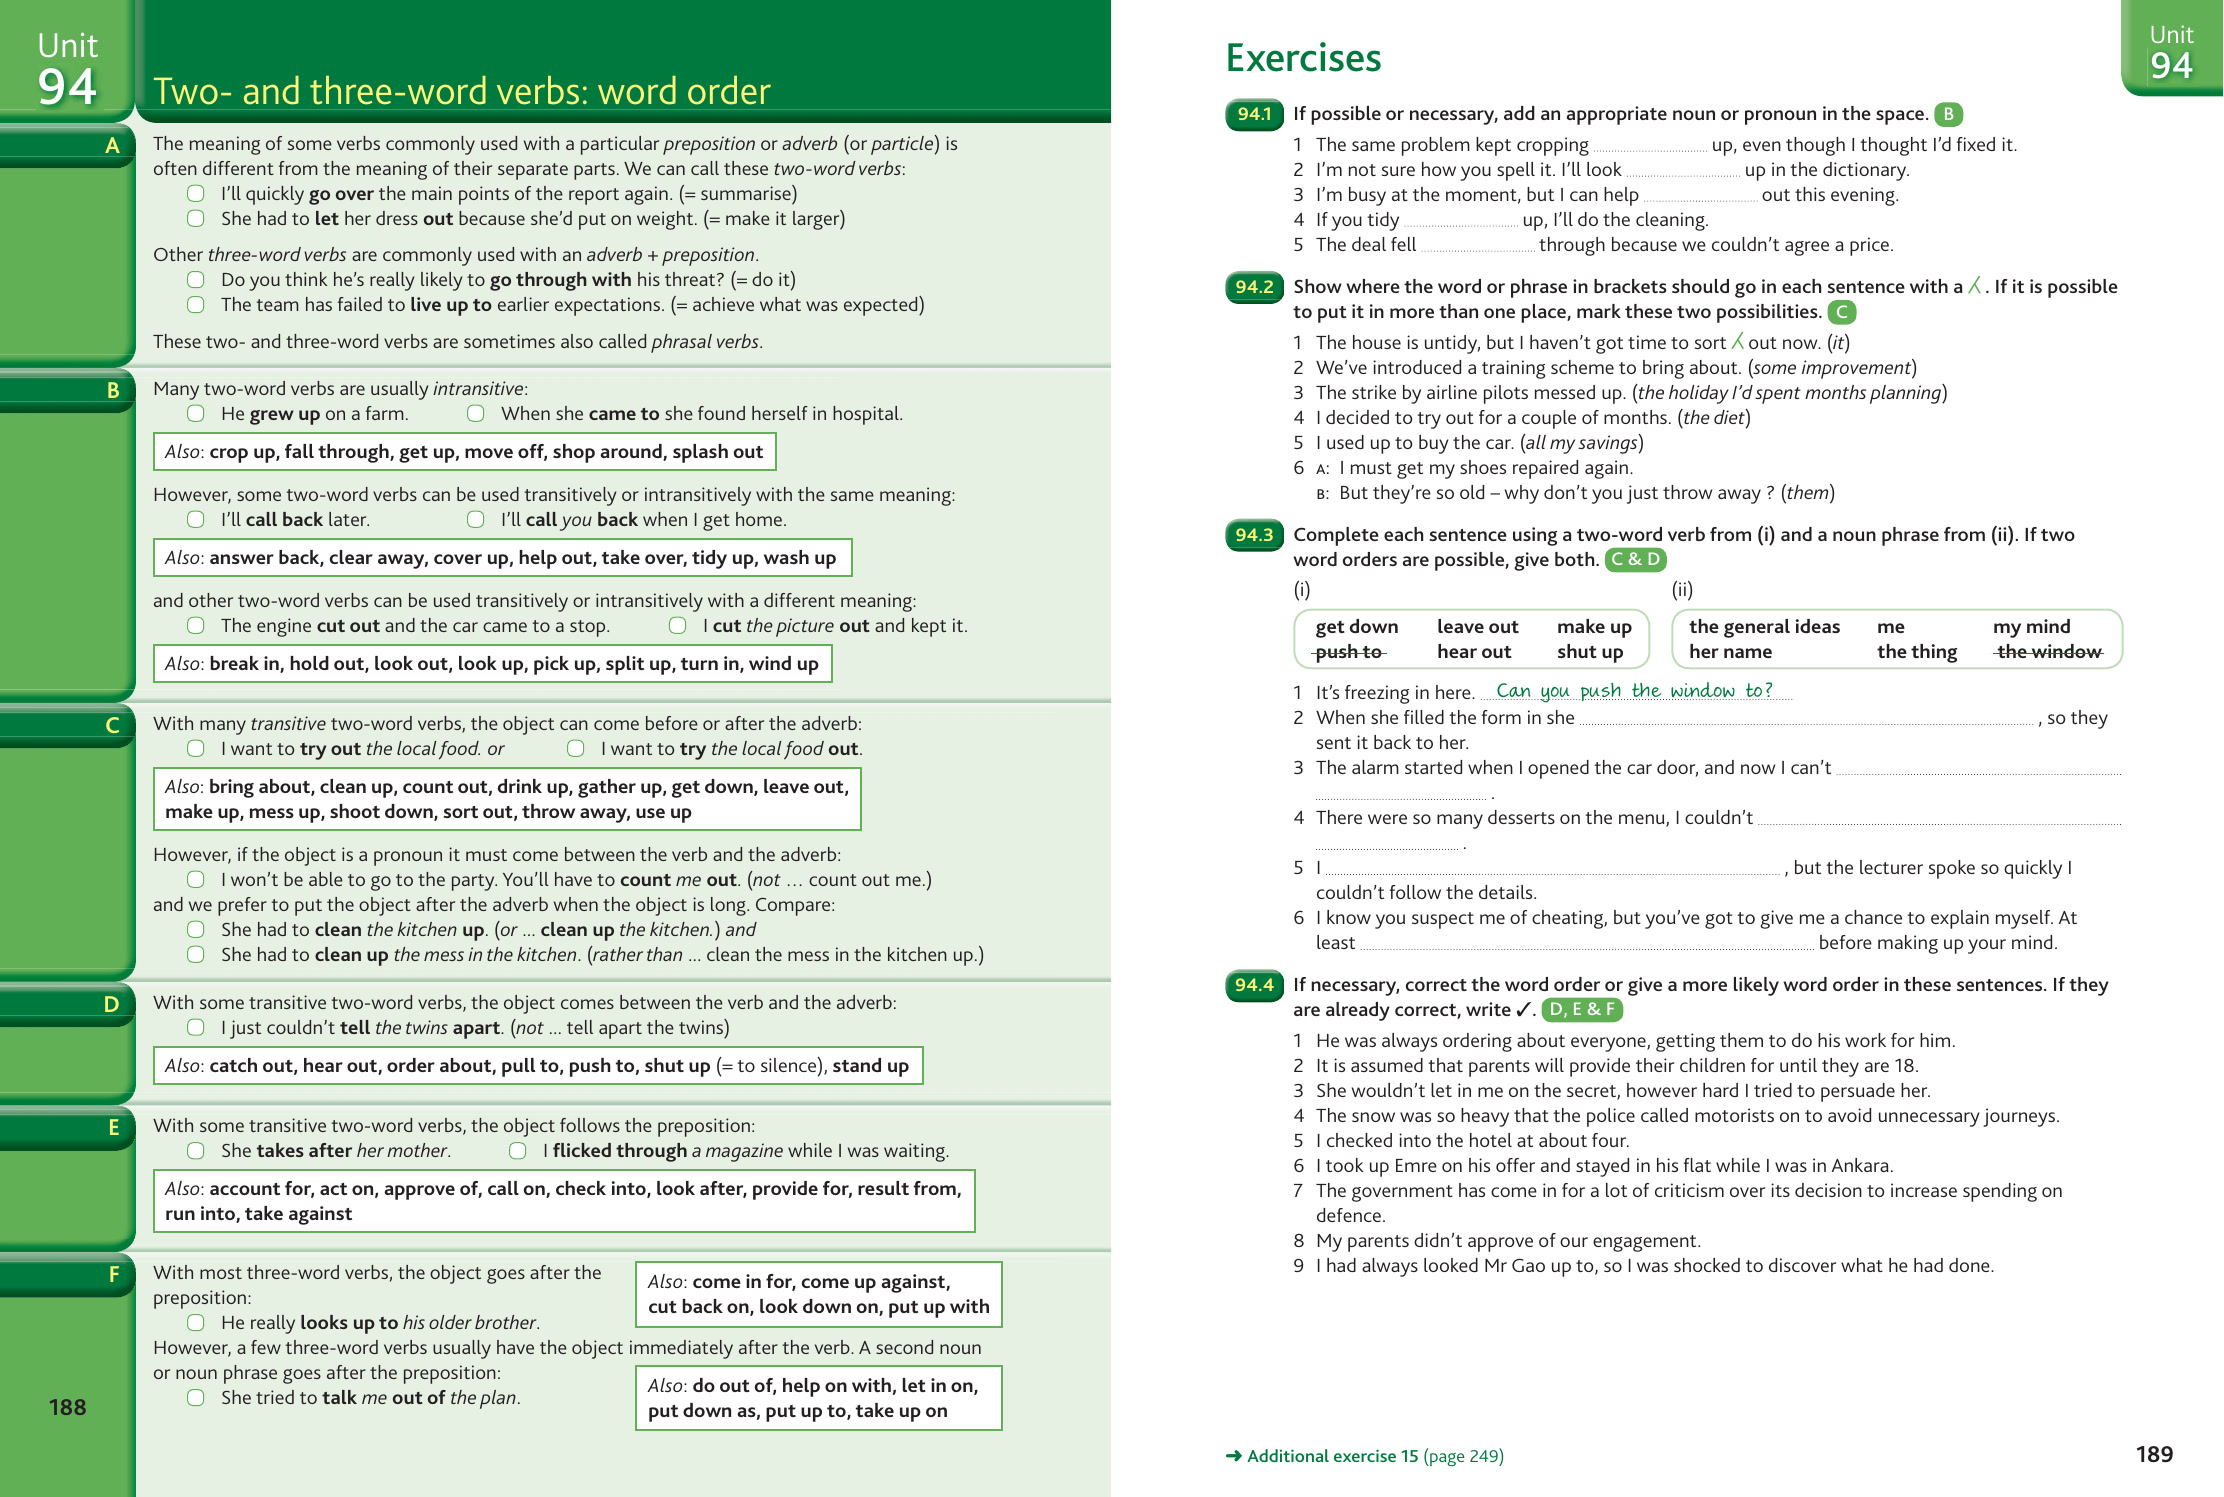 Unit
94
Two- and three-word verbs: word order
A
The meaning of some verbs commonly used with a particular preposition or adverb (or particle) is
often different from the meaning of their separate parts. We can call these two-word verbs:
I'll quickly go over the main points of the report again. (= summarise)
She had to let her dress out because she'd put on weight. (= make it larger)
Other three-word verbs are commonly used with an adverb + preposition.
Do you think he's really likely to go through with his threat? (= do it)
The team has failed to live up to earlier expectations. (= achieve what was expected)
These two- and three-word verbs are sometimes also called phrasal verbs.
B
Many two-word verbs are usually intransitive:
He grew up on a farm. When she came to she found herself in hospital.
Also: crop up, fall through, get up, move off, shop around, splash out
However, some two-word verbs can be used transitively or intransitively with the same meaning:
I'll call back later. I'll call you back when I get home.
Also: answer back, clear away, cover up, help out, take over, tidy up, wash up
and other two-word verbs can be used transitively or intransitively with a different meaning:
The engine cut out and the car came to a stop. I cut the picture out and kept it.
Also: break in, hold out, look out, look up, pick up, split up, turn in, wind up
C
With many transitive two-word verbs, the object can come before or after the adverb:
I want to try out the local food. or I want to try the local food out.
Also: bring about, clean up, count out, drink up, gather up, get down, leave out,
make up, mess up, shoot down, sort out, throw away, use up
However, if the object is a pronoun it must come between the verb and the adverb:
I won't be able to go to the party. You'll have to count me out. (not … count out me.)
and we prefer to put the object after the adverb when the object is long. Compare:
She had to clean the kitchen up. (or ... clean up the kitchen.) and
She had to clean up the mess in the kitchen. (rather than ... clean the mess in the kitchen up.)
D
With some transitive two-word verbs, the object comes between the verb and the adverb:
I just couldn't tell the twins apart. (not ... tell apart the twins)
Also: catch out, hear out, order about, pull to, push to, shut up (= to silence), stand up
E
With some transitive two-word verbs, the object follows the preposition:
She takes after her mother. I flicked through a magazine while I was waiting.
Also: account for, act on, approve of, call on, check into, look after, provide for, result from,
run into, take against
F
With most three-word verbs, the object goes after the
preposition:
He really looks up to his older brother.
Also: come in for, come up against,
cut back on, look down on, put up with
However, a few three-word verbs usually have the object immediately after the verb. A second noun
or noun phrase goes after the preposition:
She tried to talk me out of the plan.
Also: do out of, help on with, let in on,
put down as, put up to, take up on
188
Exercises
Unit
94
94.1 If possible or necessary, add an appropriate noun or pronoun in the space. B
1 The same problem kept cropping up, even though I thought I'd fixed it.
2 I'm not sure how you spell it. I'll look up in the dictionary.
3 I'm busy at the moment, but I can help out this evening.
4 If you tidy up, I'll do the cleaning.
5 The deal fell through because we couldn't agree a price.
94.2 Show where the word or phrase in brackets should go in each sentence with a ⁁. If it is possible
to put it in more than one place, mark these two possibilities. C
1 The house is untidy, but I haven't got time to sort ⁁ out now. (it)
2 We've introduced a training scheme to bring about. (some improvement)
3 The strike by airline pilots messed up. (the holiday I'd spent months planning)
4 I decided to try out for a couple of months. (the diet)
5 I used up to buy the car. (all my savings)
6 A: I must get my shoes repaired again.
B: But they're so old – why don't you just throw away ? (them)
94.3 Complete each sentence using a two-word verb from (i) and a noun phrase from (ii). If two
word orders are possible, give both. C & D
(i) (ii)
get down leave out make up the general ideas me my mind
push to hear out shut up her name the thing the window
1 It's freezing in here. Can you push the window to?
2 When she filled the form in she , so they
sent it back to her.
3 The alarm started when I opened the car door, and now I can't
.
4 There were so many desserts on the menu, I couldn't
.
5 I , but the lecturer spoke so quickly I
couldn't follow the details.
6 I know you suspect me of cheating, but you've got to give me a chance to explain myself. At
least before making up your mind.
94.4 If necessary, correct the word order or give a more likely word order in these sentences. If they
are already correct, write ✓. D, E & F
1 He was always ordering about everyone, getting them to do his work for him.
2 It is assumed that parents will provide their children for until they are 18.
3 She wouldn't let in me on the secret, however hard I tried to persuade her.
4 The snow was so heavy that the police called motorists on to avoid unnecessary journeys.
5 I checked into the hotel at about four.
6 I took up Emre on his offer and stayed in his flat while I was in Ankara.
7 The government has come in for a lot of criticism over its decision to increase spending on
defence.
8 My parents didn't approve of our engagement.
9 I had always looked Mr Gao up to, so I was shocked to discover what he had done.
➜ Additional exercise 15 (page 249)
189